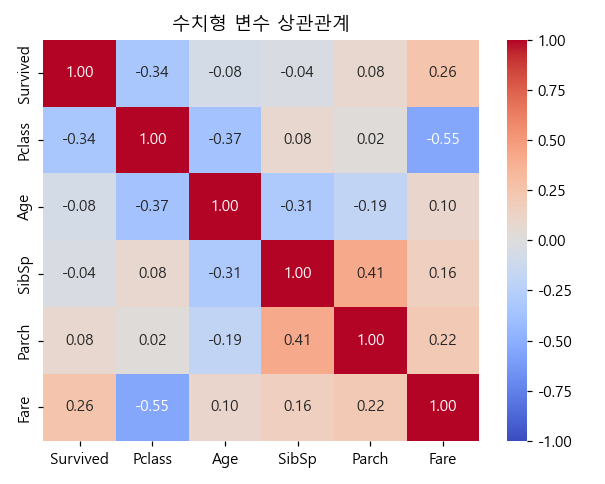 수치형 변수 상관관계
Survived 1.00 -0.34 -0.08 -0.04 0.08 0.26
Pclass -0.34 1.00 -0.37 0.08 0.02 -0.55
Age -0.08 -0.37 1.00 -0.31 -0.19 0.10
SibSp -0.04 0.08 -0.31 1.00 0.41 0.16
Parch 0.08 0.02 -0.19 0.41 1.00 0.22
Fare 0.26 -0.55 0.10 0.16 0.22 1.00
Survived Pclass Age SibSp Parch Fare
1.00
0.75
0.50
0.25
0.00
-0.25
-0.50
-0.75
-1.00